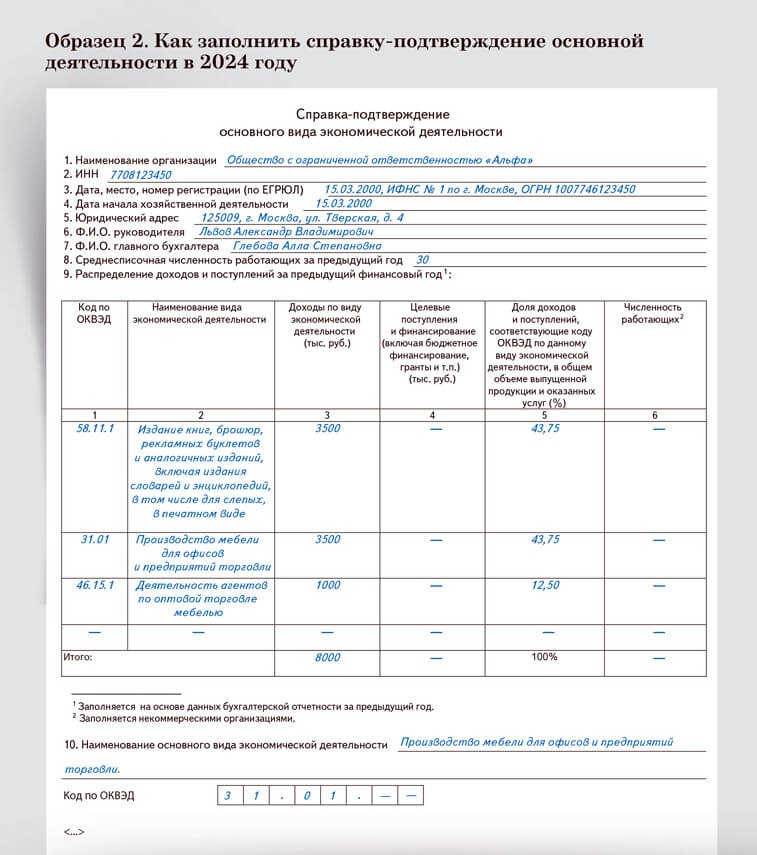 Образец 2. Как заполнить справку-подтверждение основной
деятельности в 2024 году
Справка-подтверждение
основного вида экономической деятельности
1. Наименование организации Общество с ограниченной ответственностью «Альфа»
2. ИНН 7708123450
3. Дата, место, номер регистрации (по ЕГРЮЛ) 15.03.2000, ИФНС № 1 по г. Москве, ОГРН 1007746123450
4. Дата начала хозяйственной деятельности 15.03.2000
5. Юридический адрес 125009, г. Москва, ул. Тверская, д. 4
6. Ф.И.О. руководителя Львов Александр Владимирович
7. Ф.И.О. главного бухгалтера Глебова Алла Степановна
8. Среднесписочная численность работающих за предыдущий год 30
9. Распределение доходов и поступлений за предыдущий финансовый год¹:
Код по
ОКВЭД
Наименование вида
экономической деятельности
Доходы по виду
экономической
деятельности
(тыс. руб.)
Целевые
поступления
и финансирование
(включая бюджетное
финансирование,
гранты и т.п.)
(тыс. руб.)
Доля доходов
и поступлений,
соответствующие коду
ОКВЭД по данному
виду экономической
деятельности, в общем
объеме выпущенной
продукции и оказанных
услуг (%)
Численность
работающих²
1 2 3 4 5 6
58.11.1 Издание книг, брошюр, 3500 — 43,75 —
рекламных буклетов
и аналогичных изданий,
включая издания
словарей и энциклопедий,
в том числе для слепых,
в печатном виде
31.01 Производство мебели 3500 — 43,75 —
для офисов
и предприятий торговли
46.15.1 Деятельность агентов 1000 — 12,50 —
по оптовой торговле
мебелью
— — — — — —
Итого: 8000 — 100% —
¹ Заполняется на основе данных бухгалтерской отчетности за предыдущий год.
² Заполняется некоммерческими организациями.
10. Наименование основного вида экономической деятельности Производство мебели для офисов и предприятий
торговли.
Код по ОКВЭД 3 1 . 0 1 . — —
<...>